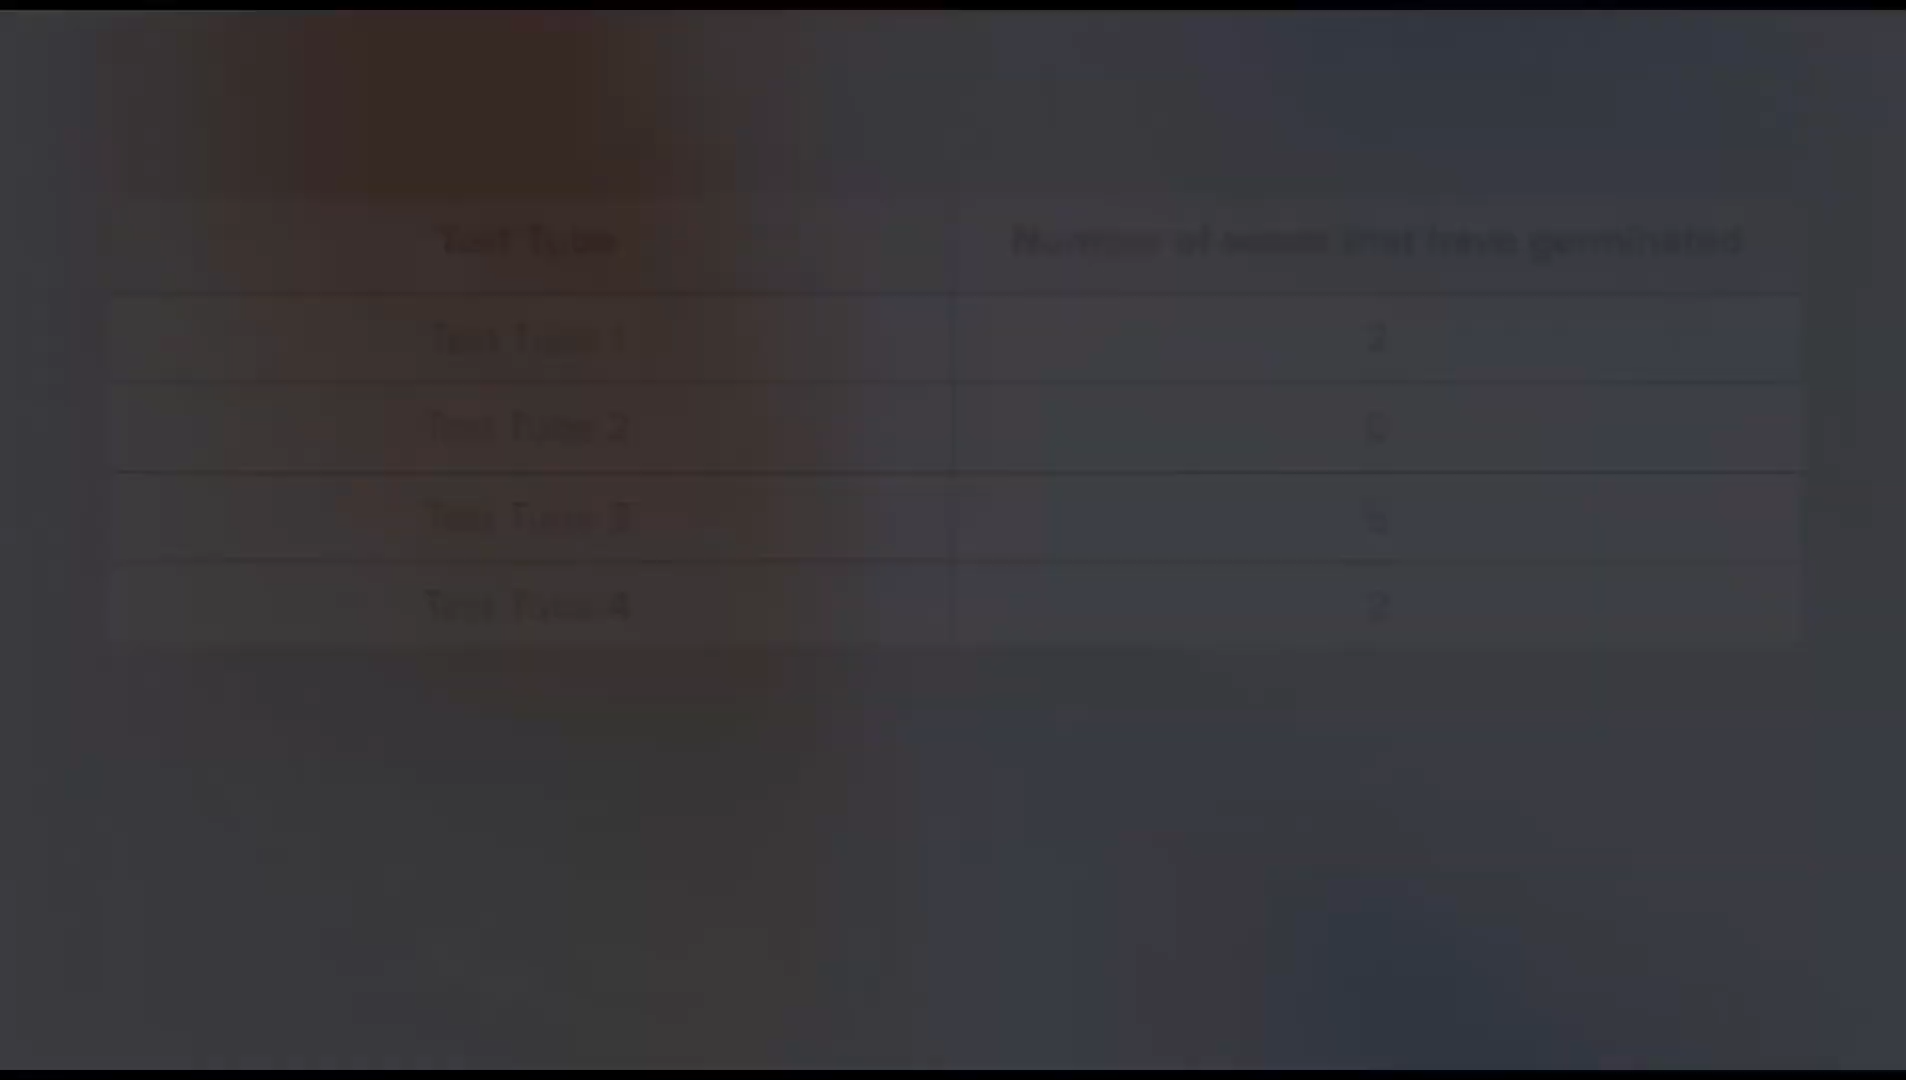 Test Tube Number of seeds that have germinated
Test Tube 1
Test Tube 2 0
Test Tube 3
Test Tube 4 2